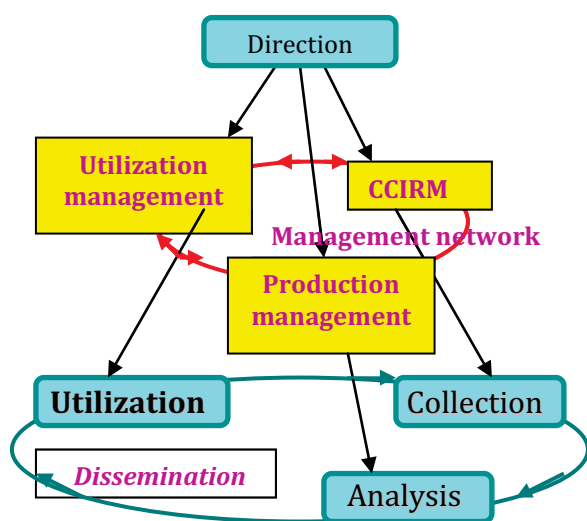 Direction
Utilization
management
CCIRM
Management network
Production
management
Utilization
Collection
Dissemination
Analysis